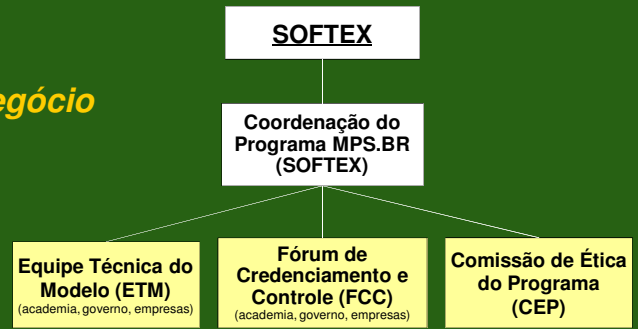 SOFTEX
egócio
Coordenação do
Programa MPS.BR
(SOFTEX)
Equipe Técnica do
Modelo (ETM)
(academia, governo, empresas)
Fórum de
Credenciamento e
Controle (FCC)
(academia, governo, empresas)
Comissão de Ética
do Programa
(CEP)